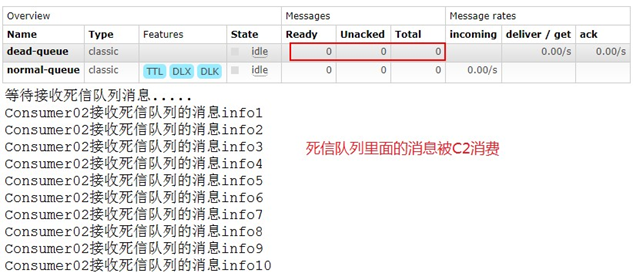 Overview Messages Message rates
Name Type Features State Ready Unacked Total incoming deliver / get ack
dead-queue classic idle 0 0 0 0.00/s 0.00/s
normal-queue classic TTL DLX DLK idle 0 0 0 0.00/s
等待接收死信队列消息.....
Consumer02接收死信队列的消息info1
Consumer02接收死信队列的消息info2
Consumer02接收死信队列的消息info3
死信队列里面的消息被C2消费
Consumer02接收死信队列的消息info4
Consumer02接收死信队列的消息info5
Consumer02接收死信队列的消息info6
Consumer02接收死信队列的消息info7
Consumer02接收死信队列的消息info8
Consumer02接收死信队列的消息info9
Consumer02接收死信队列的消息info10